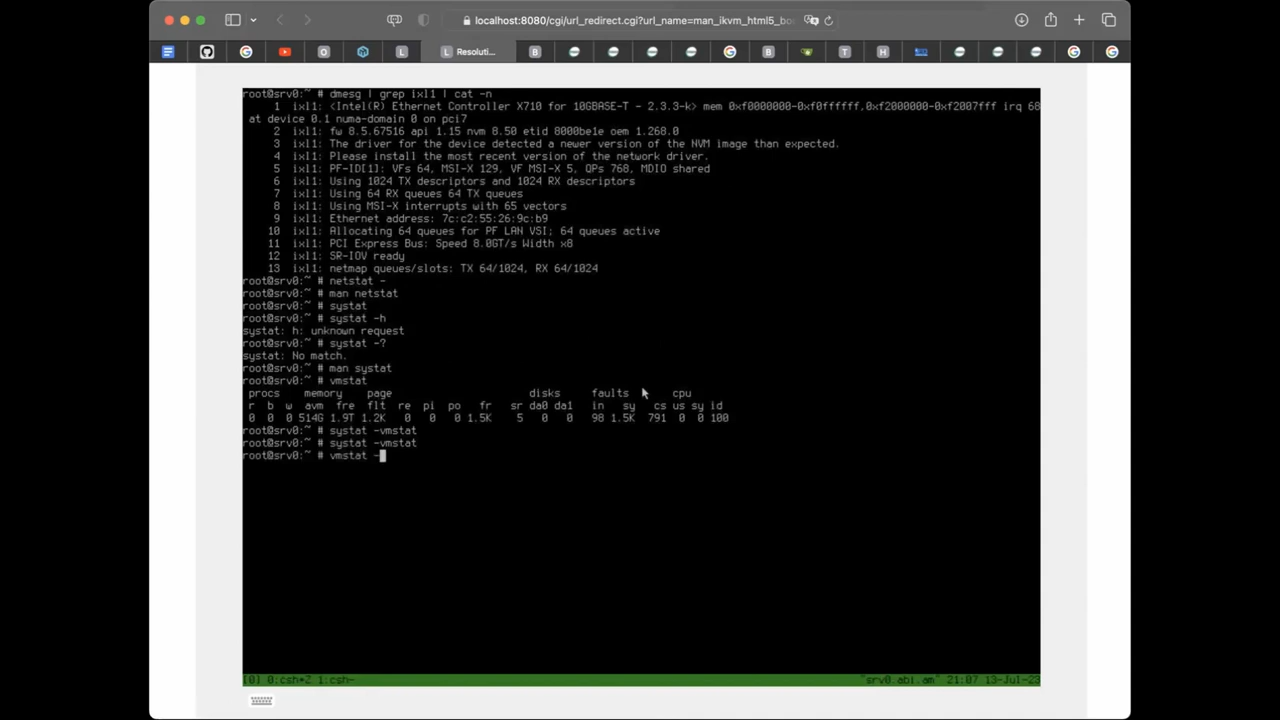 localhost:8080/cgi/url_redirect.cgi?url_name=man_ikvm_html5_bo
Resoluti...
root@srv0:~ # dmesg | grep ixl1 | cat -n
1 ixl1: <Intel(R) Ethernet Controller X710 for 10GBASE-T - 2.3.3-k> mem 0xf0000000-0xf0ffffff,0xf2000000-0xf2007fff irq 68
at device 0.1 numa-domain 0 on pci7
2 ixl1: fw 8.5.67516 api 1.15 nvm 8.50 etid 8000be1e oem 1.268.0
3 ixl1: The driver for the device detected a newer version of the NVM image than expected.
4 ixl1: Please install the most recent version of the network driver.
5 ixl1: PF-ID[1]: VFs 64, MSI-X 129, VF MSI-X 5, QPs 768, MDIO shared
6 ixl1: Using 1024 TX descriptors and 1024 RX descriptors
7 ixl1: Using 64 RX queues 64 TX queues
8 ixl1: Using MSI-X interrupts with 65 vectors
9 ixl1: Ethernet address: 7c:c2:55:26:9c:b9
10 ixl1: Allocating 64 queues for PF LAN VSI; 64 queues active
11 ixl1: PCI Express Bus: Speed 8.0GT/s Width x8
12 ixl1: SR-IOV ready
13 ixl1: netmap queues/slots: TX 64/1024, RX 64/1024
root@srv0:~ # netstat -
root@srv0:~ # man netstat
root@srv0:~ # systat
root@srv0:~ # systat -h
systat: h: unknown request
root@srv0:~ # systat -?
systat: No match.
root@srv0:~ # man systat
root@srv0:~ # vmstat
procs memory page disks faults cpu
r b w avm fre flt re pi po fr sr da0 da1 in sy cs us sy id
0 0 0 514G 1.9T 1.2K 0 0 0 1.5K 5 0 0 98 1.5K 791 0 0 100
root@srv0:~ # systat -vmstat
root@srv0:~ # systat -vmstat
root@srv0:~ # vmstat -
[0] 0:csh*Z 1:csh- "srv0.abi.am" 21:07 13-Jul-23